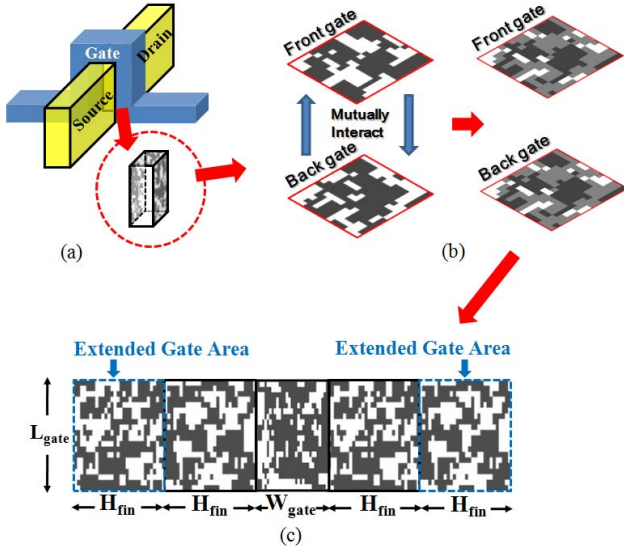 Gate
Drain
Source
(a)
Front gate
Mutually
Interact
Back gate
Front gate
Back gate
(b)
Extended Gate Area
Extended Gate Area
Lgate
Hfin
Hfin
Wgate
Hfin
Hfin
(c)